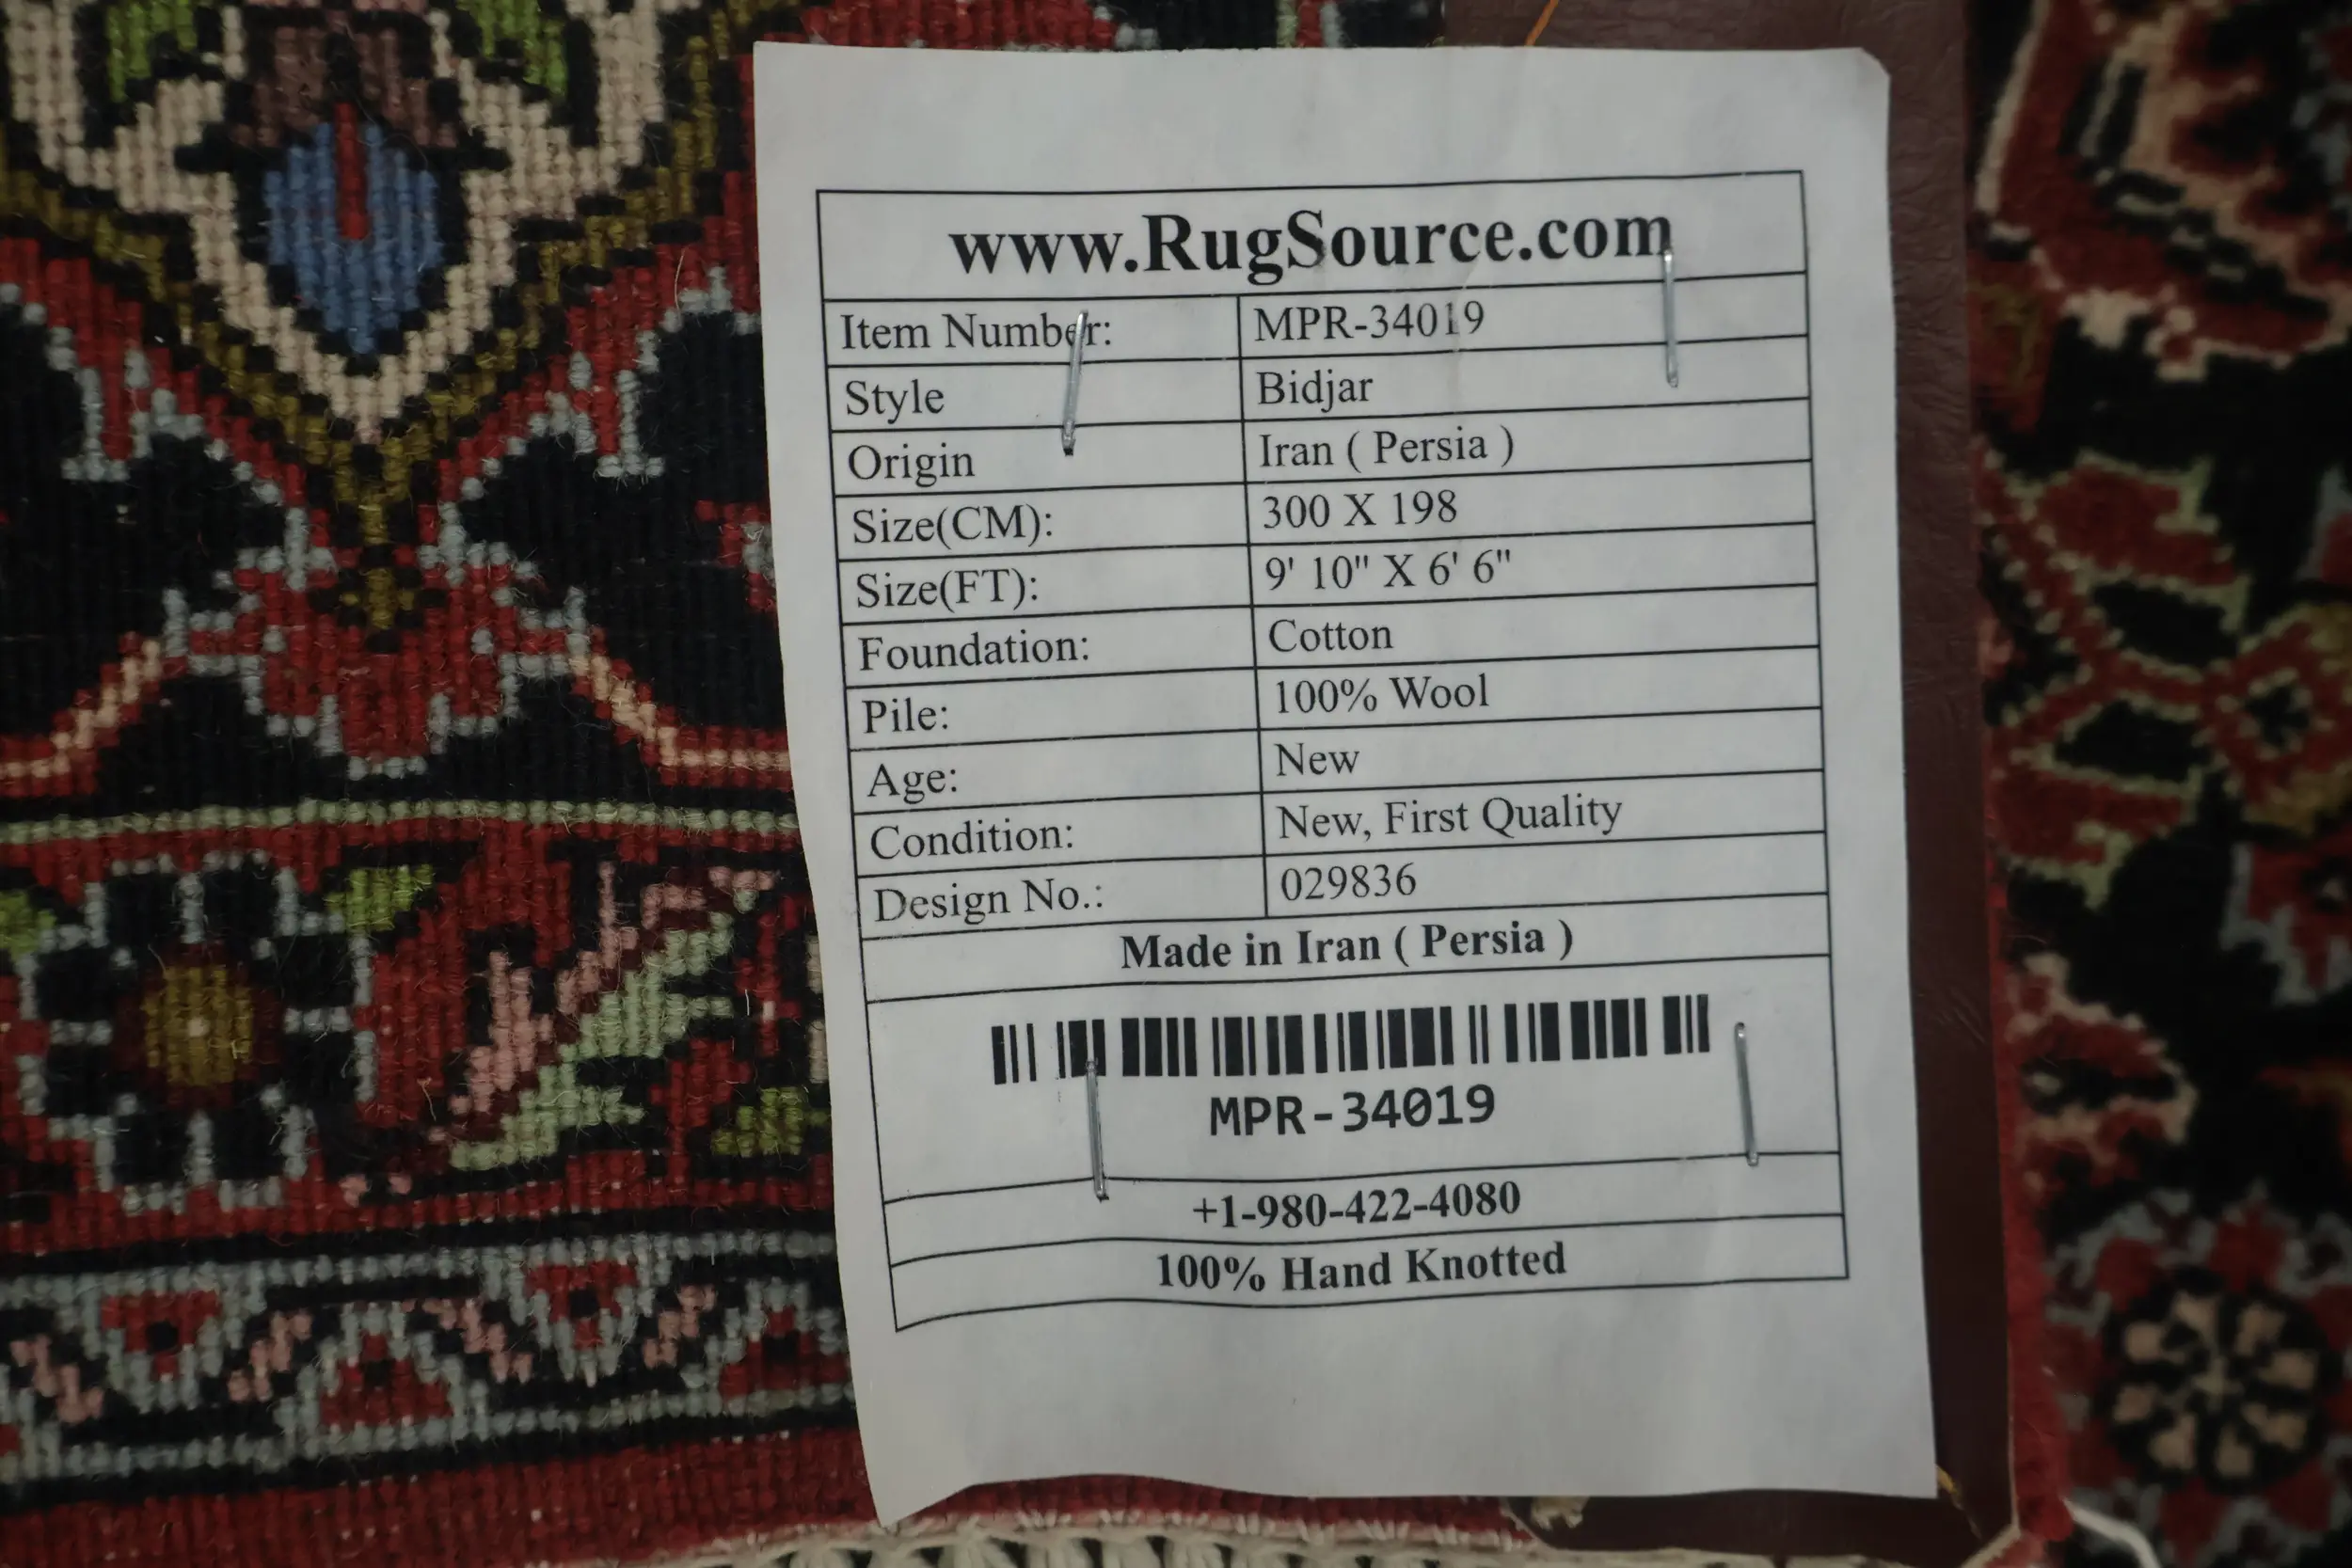 www.RugSource.com
Item Number: MPR-34019
Style Bidjar
Origin Iran ( Persia )
Size(CM): 300 X 198
Size(FT): 9' 10" X 6' 6"
Foundation: Cotton
Pile: 100% Wool
Age: New
Condition: New, First Quality
Design No.: 029836
Made in Iran ( Persia )
MPR-34019
+1-980-422-4080
100% Hand Knotted